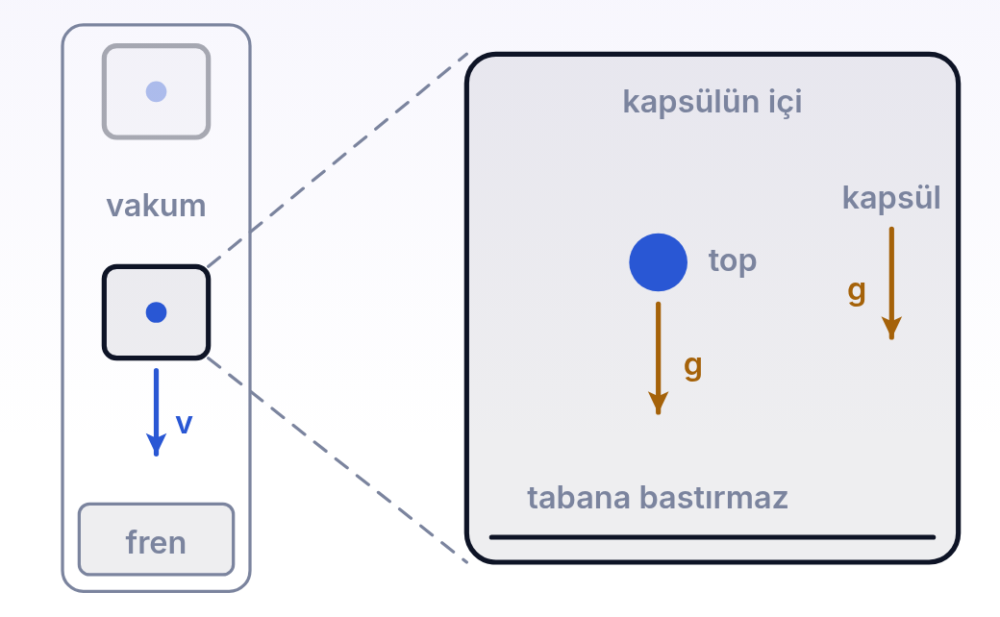 vakum
v
fren
kapsülün içi
kapsül
top
g
g
tabana bastırmaz